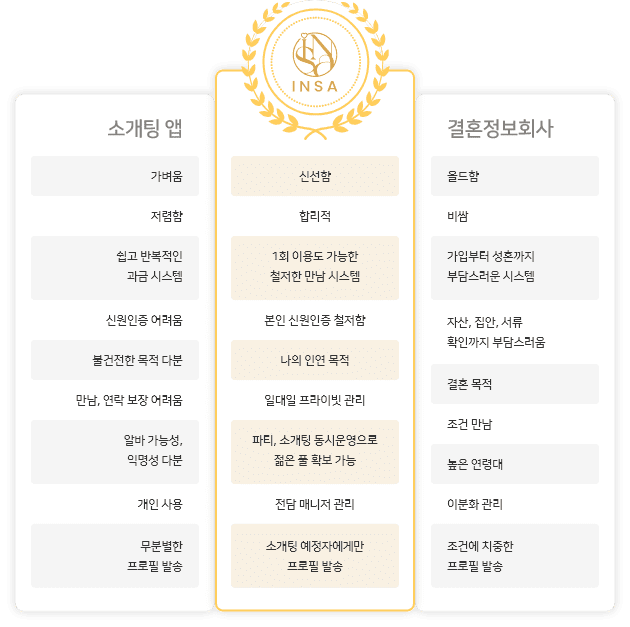 INSA
소개팅 앱
가벼움
저렴함
쉽고 반복적인
과금 시스템
신원인증 어려움
불건전한 목적 다분
만남, 연락 보장 어려움
알바 가능성,
익명성 다분
개인 사용
무분별한
프로필 발송
신선함
합리적
1회 이용도 가능한
철저한 만남 시스템
본인 신원인증 철저함
나의 인연 목적
일대일 프라이빗 관리
파티, 소개팅 동시운영으로
젊은 풀 확보 가능
전담 매니저 관리
소개팅 예정자에게만
프로필 발송
결혼정보회사
올드함
비쌈
가입부터 성혼까지
부담스러운 시스템
자산, 집안, 서류
확인까지 부담스러움
결혼 목적
조건 만남
높은 연령대
이분화 관리
조건에 치중한
프로필 발송